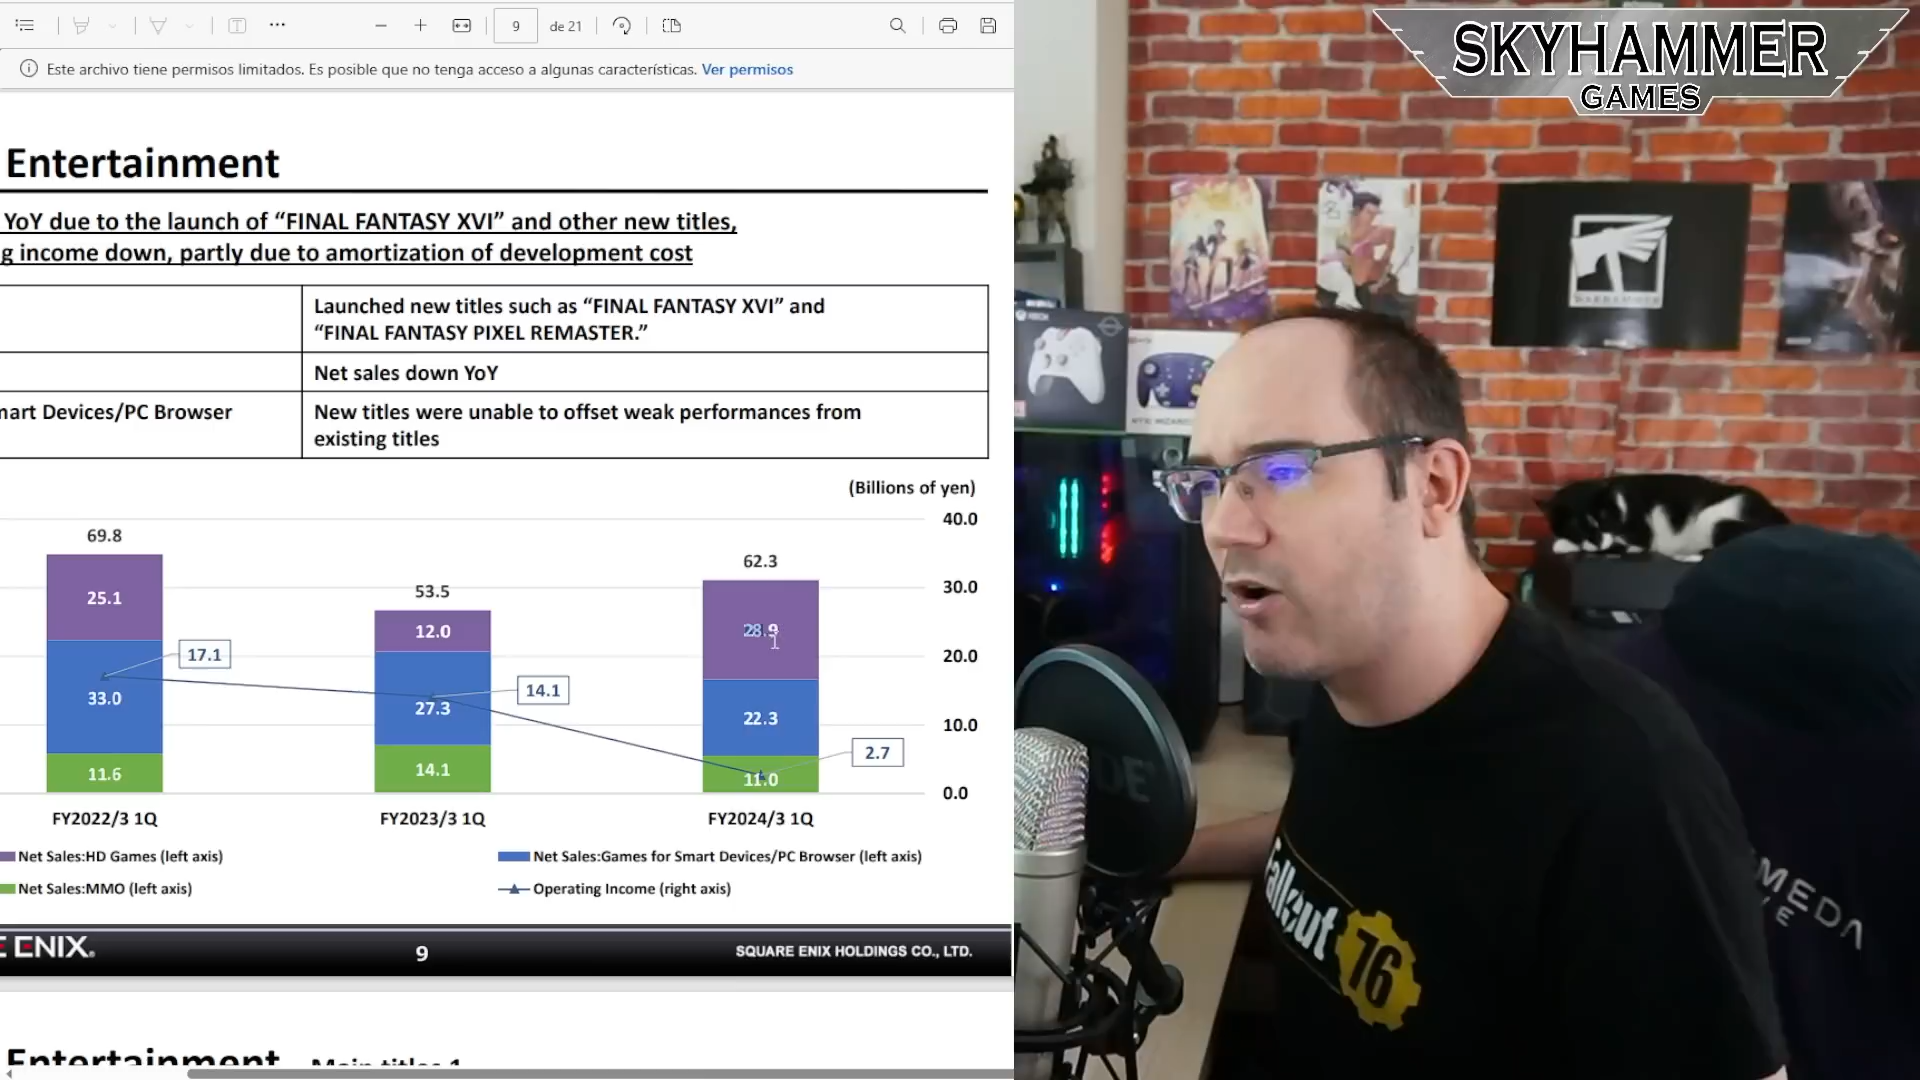 9
de 21
Este archivo tiene permisos limitados. Es posible que no tenga acceso a algunas características. Ver permisos
Entertainment
YoY due to the launch of “FINAL FANTASY XVI” and other new titles,
g income down, partly due to amortization of development cost
Launched new titles such as “FINAL FANTASY XVI” and
“FINAL FANTASY PIXEL REMASTER.”
Net sales down YoY
mart Devices/PC Browser
New titles were unable to offset weak performances from
existing titles
(Billions of yen)
40.0
69.8
62.3
53.5
30.0
25.1
12.0
28.9
17.1
20.0
14.1
33.0
27.3
22.3
10.0
2.7
11.6
14.1
11.0
0.0
FY2022/3 1Q
FY2023/3 1Q
FY2024/3 1Q
Net Sales:HD Games (left axis)
Net Sales:Games for Smart Devices/PC Browser (left axis)
Net Sales:MMO (left axis)
Operating Income (right axis)
E ENIX.
9
SQUARE ENIX HOLDINGS CO., LTD.
Entertainment
Main titles 1
SKYHAMMER
GAMES
XBOX
Fallout
76